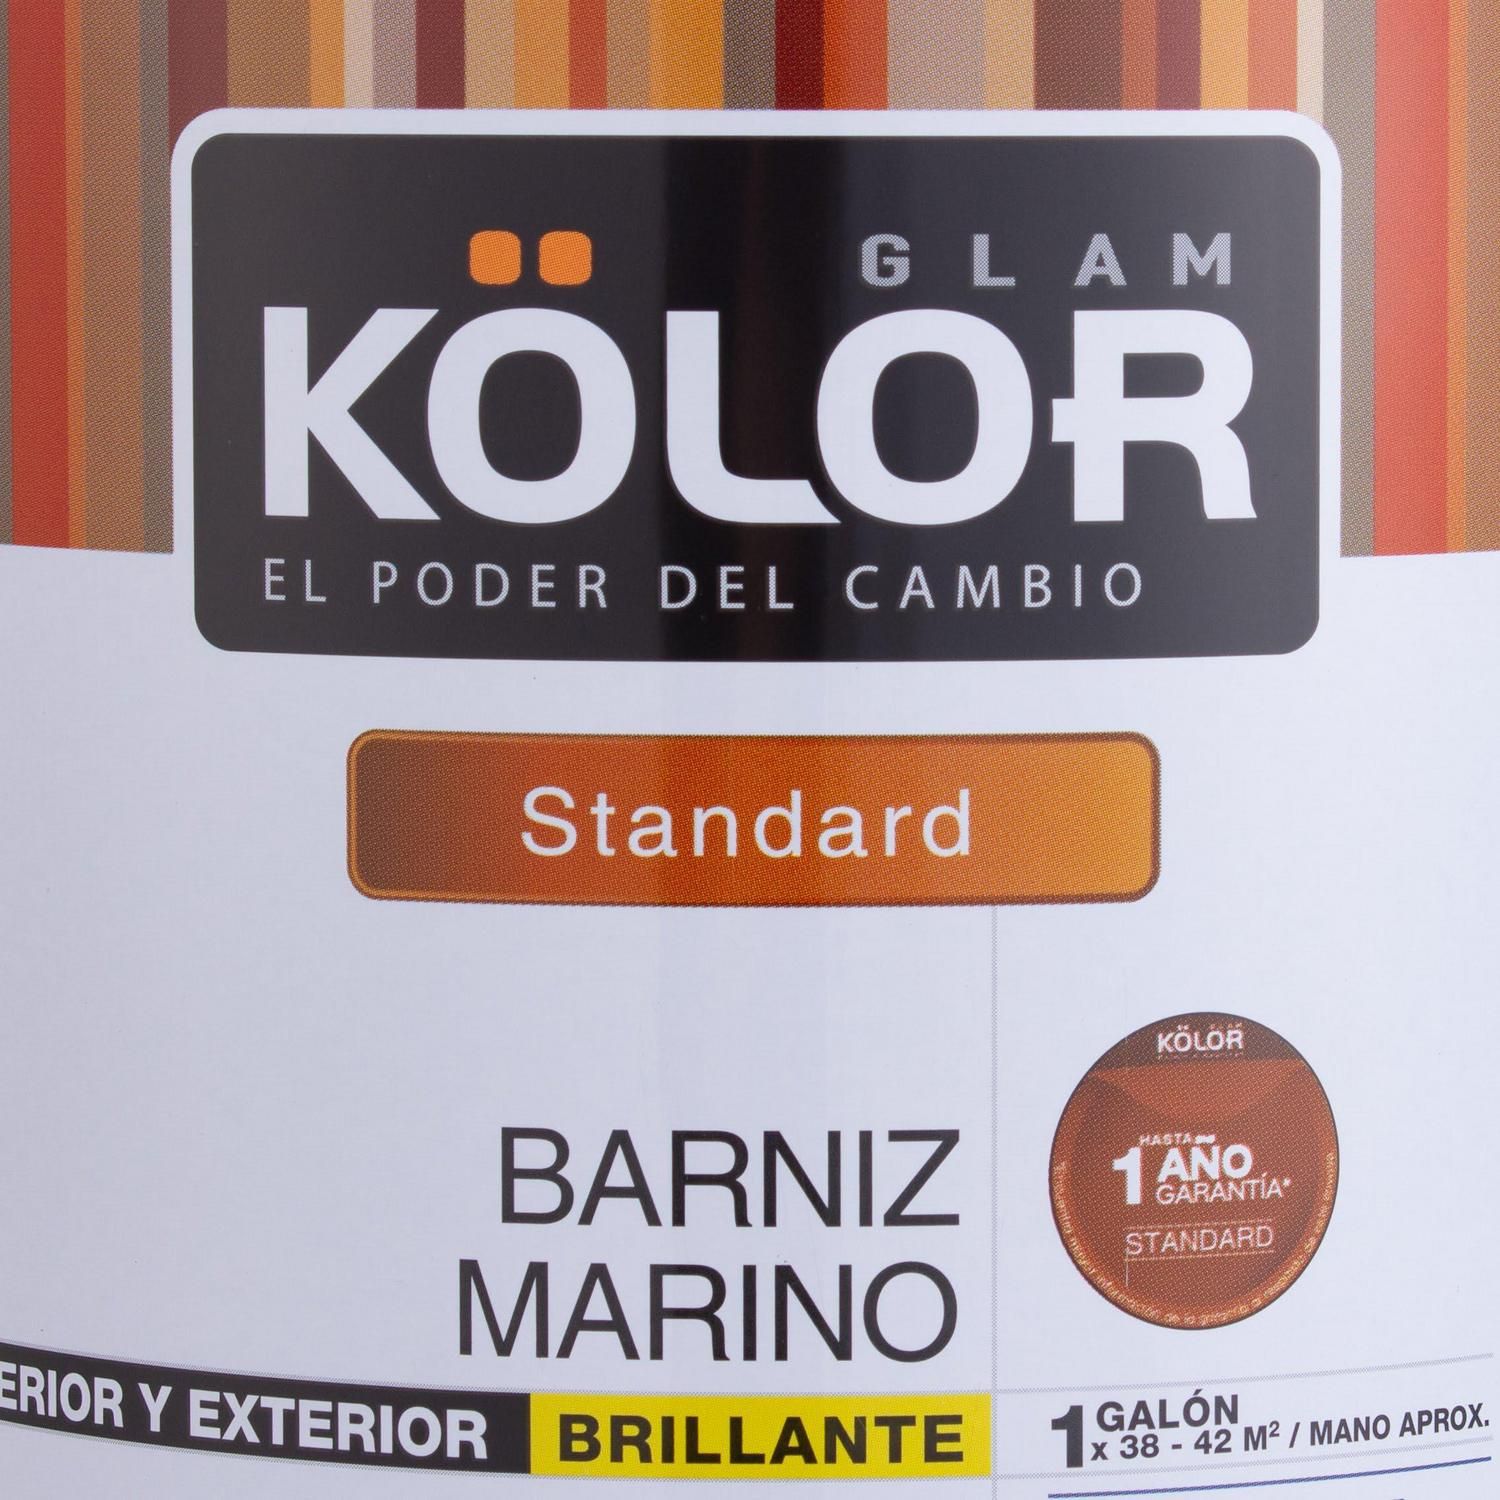 GLAM
KÖLOR
EL PODER DEL CAMBIO
Standard
KÖLOR
HASTA
1 AÑO
GARANTÍA*
STANDARD
BARNIZ
MARINO
ERIOR Y EXTERIOR BRILLANTE
1 GALÓN
x 38 - 42 M² / MANO APROX.